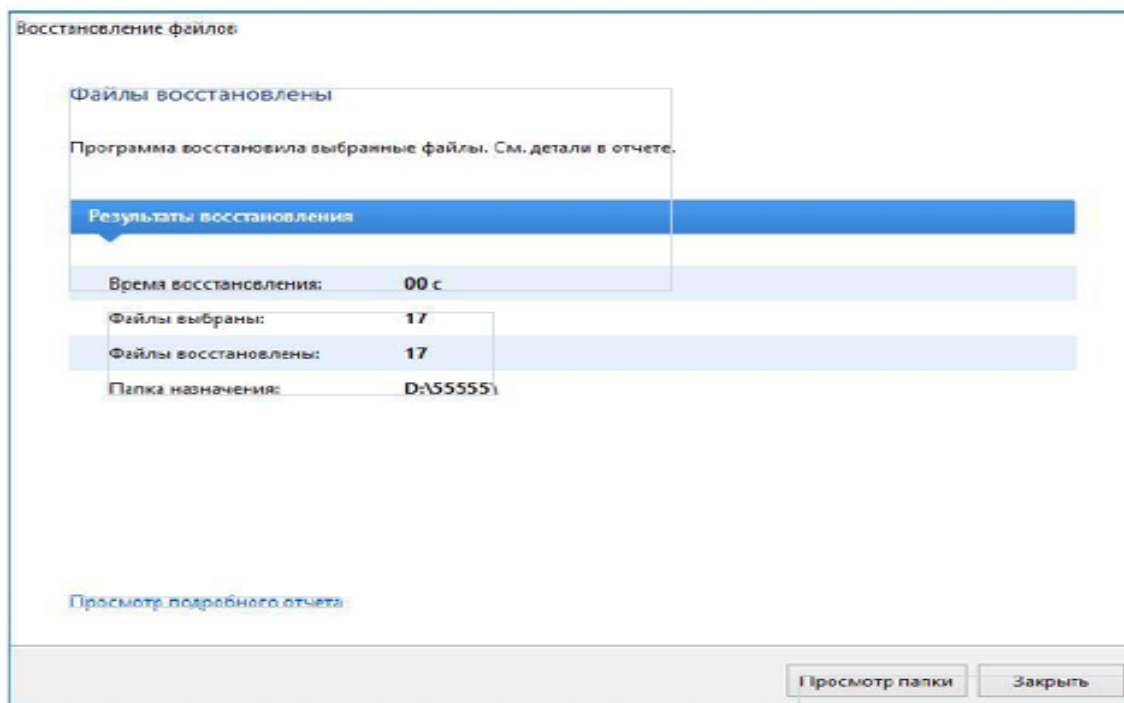 Восстановление файлов
Файлы восстановлены
Программа восстановила выбранные файлы. См. детали в отчете.
Результаты восстановления
Время восстановления: 00 с
Файлы выбраны: 17
Файлы восстановлены: 17
Папка назначения: D:\55555\
Просмотр подробного отчета
Просмотр папки Закрыть